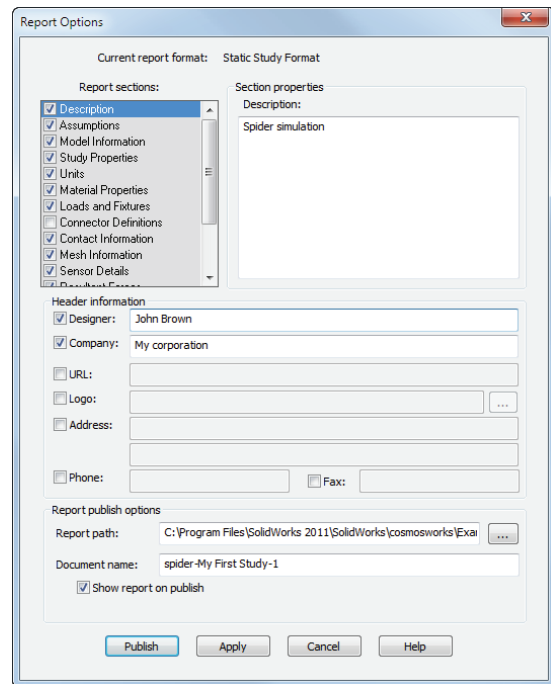 Report Options
Current report format: Static Study Format
Report sections:
Description
Assumptions
Model Information
Study Properties
Units
Material Properties
Loads and Fixtures
Connector Definitions
Contact Information
Mesh Information
Sensor Details
Section properties
Description:
Spider simulation
Header information
Designer: John Brown
Company: My corporation
URL:
Logo: ...
Address:
Phone: Fax:
Report publish options
Report path: C:\Program Files\SolidWorks 2011\SolidWorks\cosmosworks\Exa ...
Document name: spider-My First Study-1
Show report on publish
Publish Apply Cancel Help